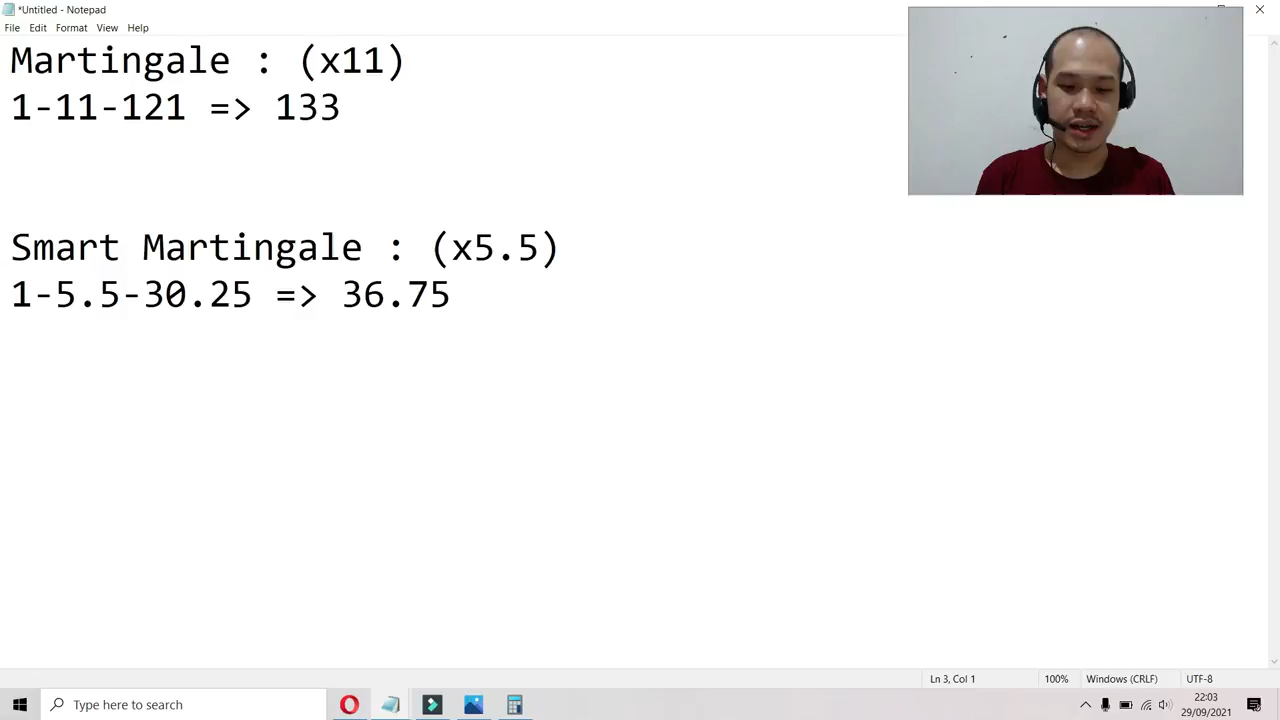 *Untitled - Notepad
File Edit Format View Help
Martingale : (x11)
1-11-121 => 133
Smart Martingale : (x5.5)
1-5.5-30.25 => 36.75
Ln 3, Col 1 100% Windows (CRLF) UTF-8
Type here to search
22:03
29/09/2021